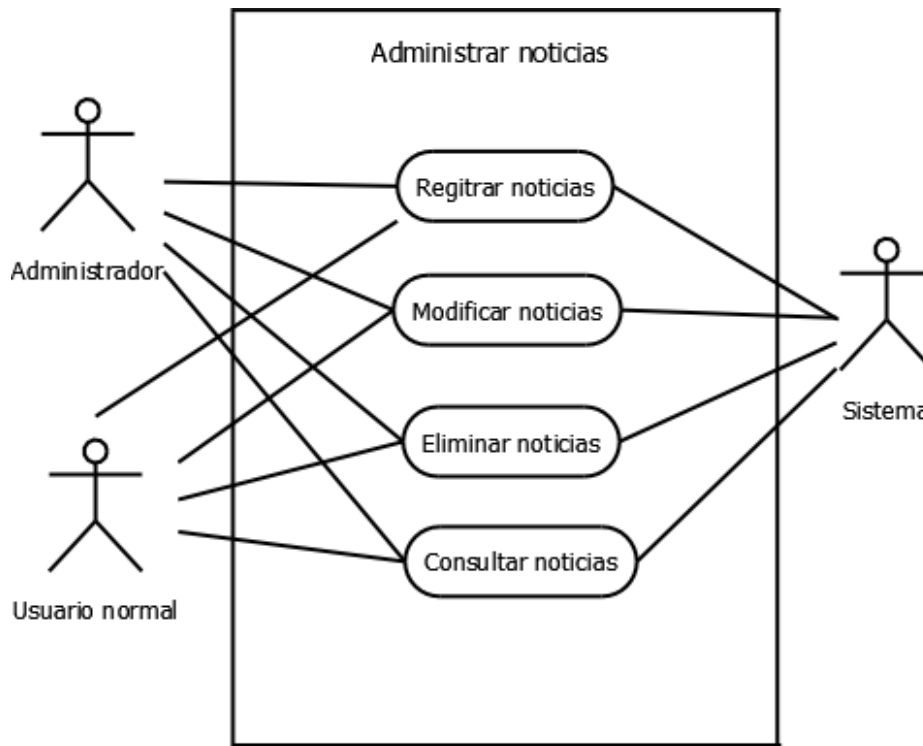 Administrar noticias
Administrador
Regitrar noticias
Modificar noticias
Eliminar noticias
Consultar noticias
Usuario normal
Sistema